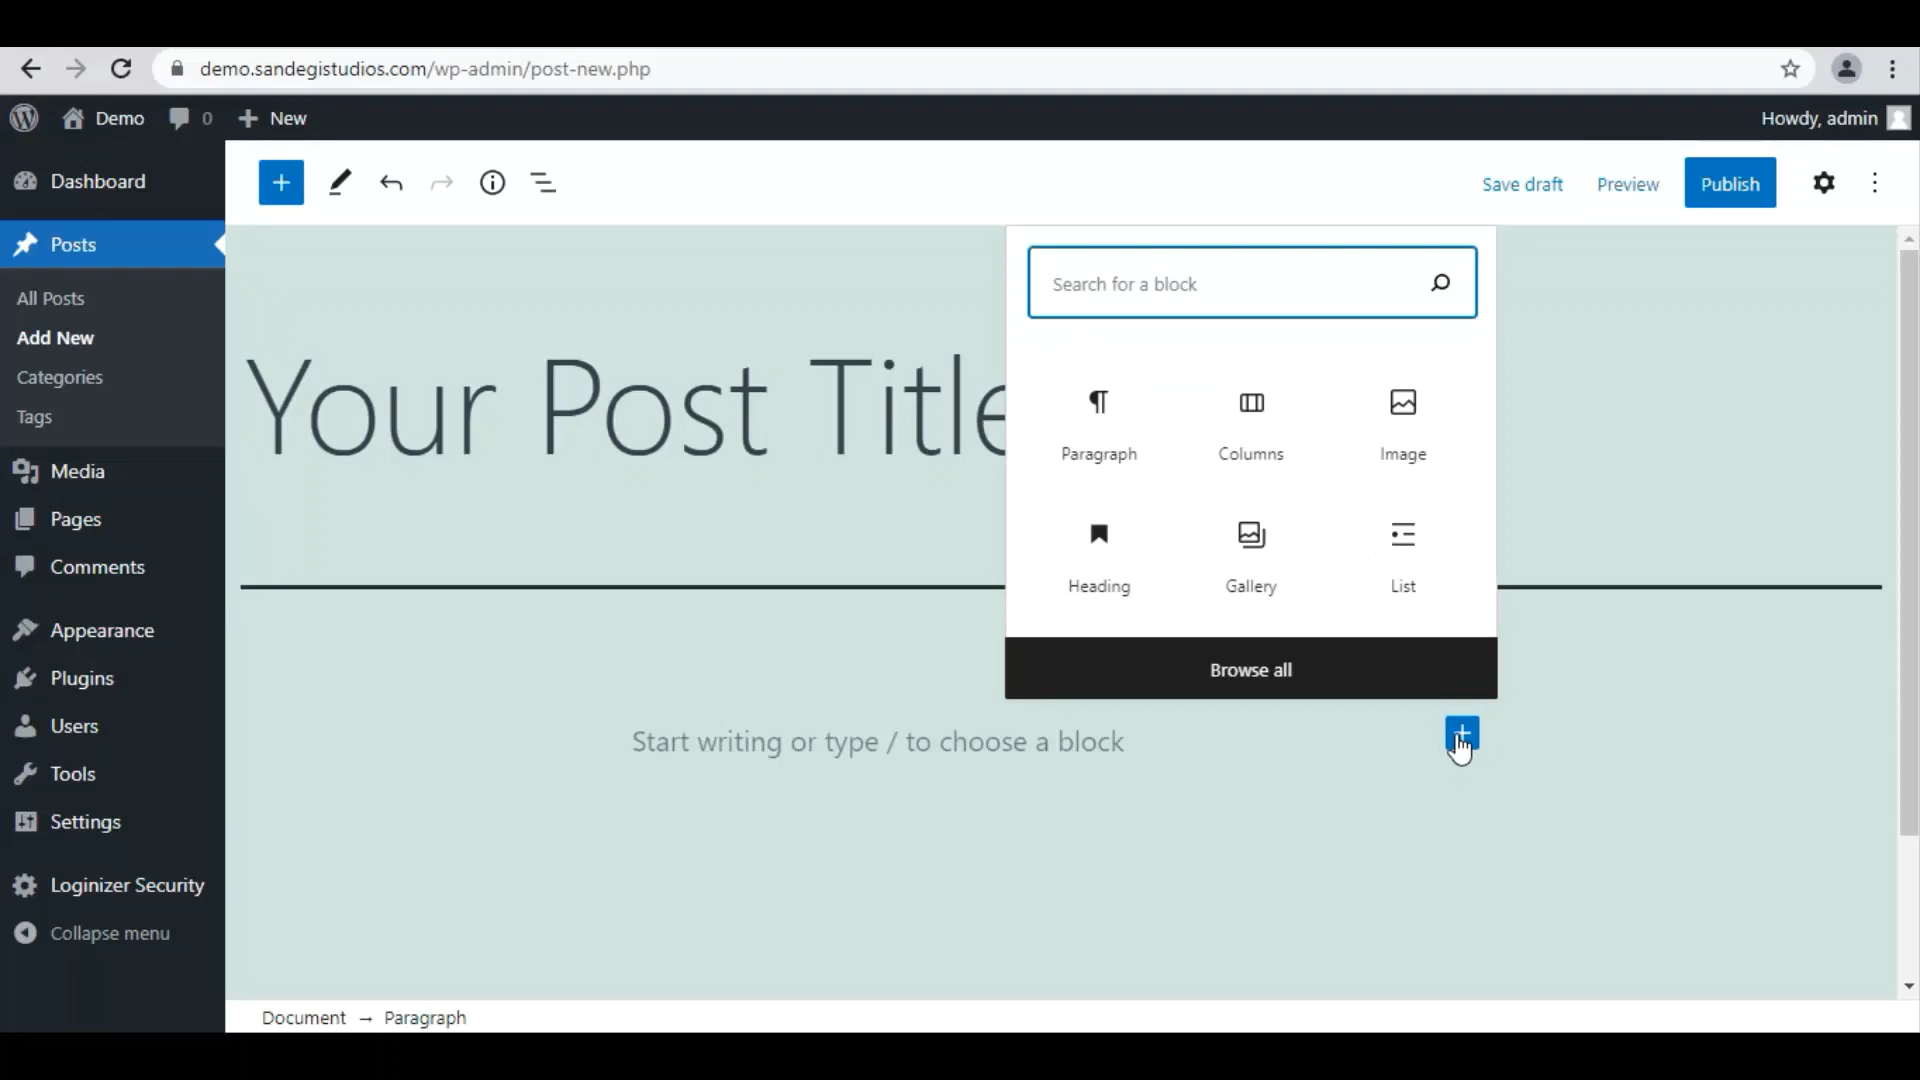 demo.sandegistudios.com/wp-admin/post-new.php
Demo 0 New Howdy, admin
Dashboard
Posts
All Posts
Add New
Categories
Tags
Media
Pages
Comments
Appearance
Plugins
Users
Tools
Settings
Loginizer Security
Collapse menu
Save draft Preview Publish
Your Post Title
Search for a block
Paragraph Columns Image
Heading Gallery List
Browse all
Start writing or type / to choose a block
Document → Paragraph